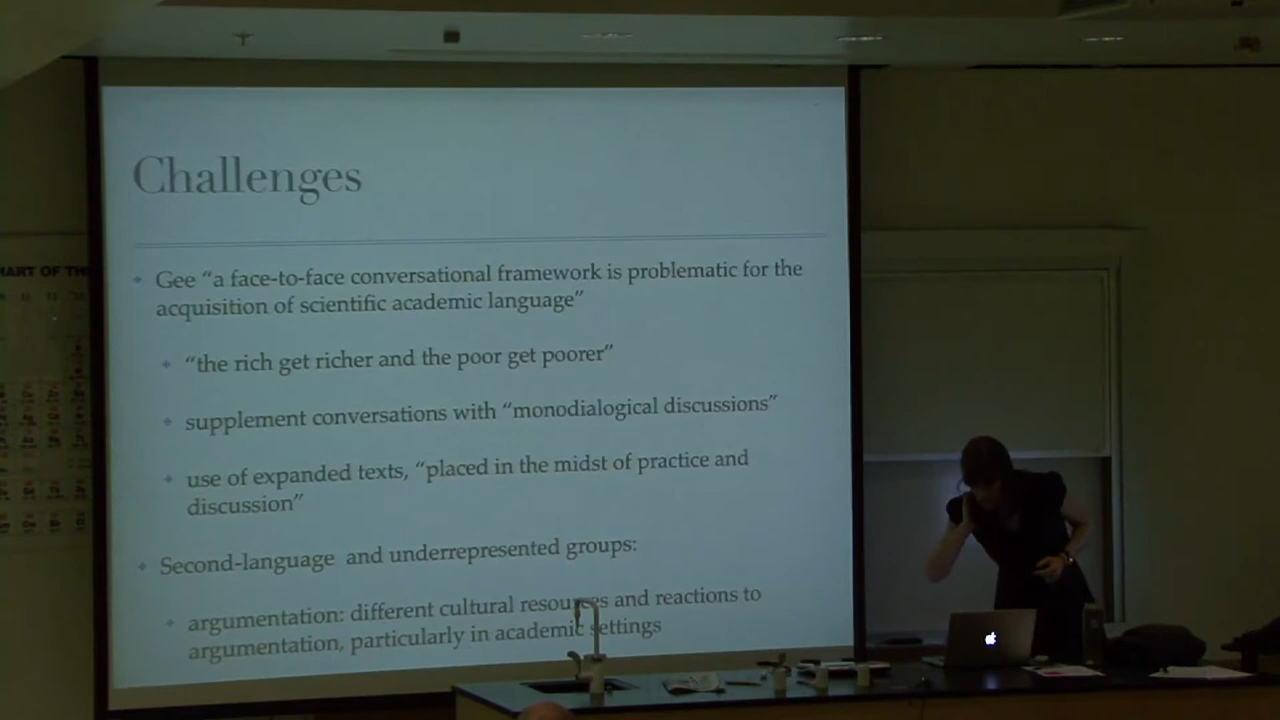 Challenges
Gee “a face-to-face conversational framework is problematic for the
acquisition of scientific academic language”
“the rich get richer and the poor get poorer”
supplement conversations with “monodialogical discussions”
use of expanded texts, “placed in the midst of practice and
discussion”
Second-language and underrepresented groups:
argumentation: different cultural resources and reactions to
argumentation, particularly in academic settings
HART OF TH